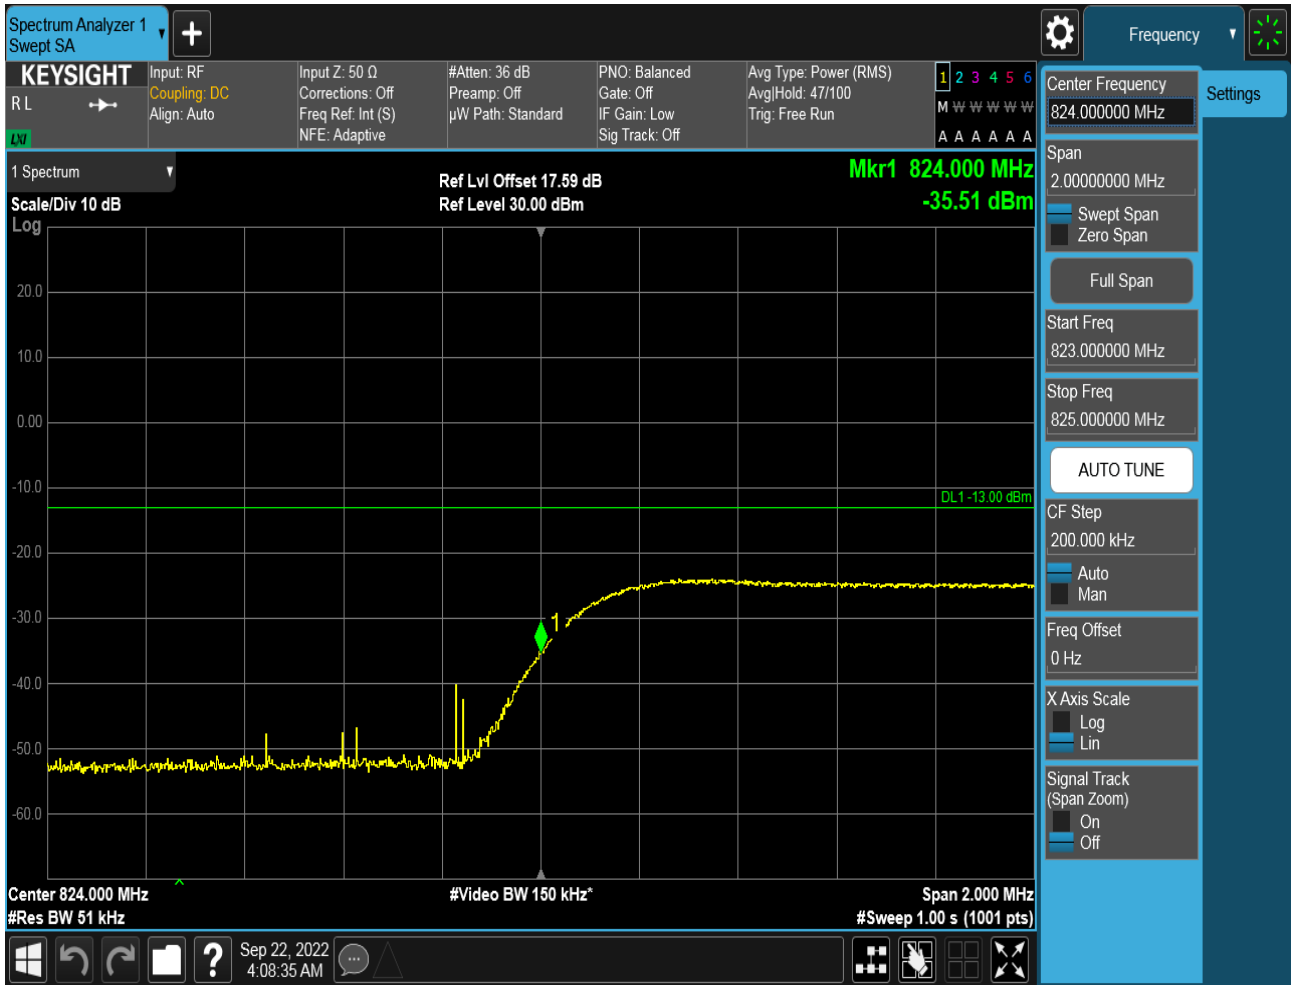 Spectrum Analyzer 1
Swept SA
+
Frequency
KEYSIGHT
R L
LXI
Input: RF
Coupling: DC
Align: Auto
Input Z: 50 Ω
Corrections: Off
Freq Ref: Int (S)
NFE: Adaptive
#Atten: 36 dB
Preamp: Off
µW Path: Standard
PNO: Balanced
Gate: Off
IF Gain: Low
Sig Track: Off
Avg Type: Power (RMS)
Avg|Hold: 47/100
Trig: Free Run
1 2 3 4 5 6
M W W W W W
A A A A A A
1 Spectrum
Scale/Div 10 dB
Log
Ref Lvl Offset 17.59 dB
Ref Level 30.00 dBm
Mkr1 824.000 MHz
-35.51 dBm
20.0
10.0
0.00
-10.0
-20.0
-30.0
-40.0
-50.0
-60.0
DL1 -13.00 dBm
1
Center 824.000 MHz
#Res BW 51 kHz
#Video BW 150 kHz*
Span 2.000 MHz
#Sweep 1.00 s (1001 pts)
Center Frequency
824.000000 MHz
Settings
Span
2.00000000 MHz
Swept Span
Zero Span
Full Span
Start Freq
823.000000 MHz
Stop Freq
825.000000 MHz
AUTO TUNE
CF Step
200.000 kHz
Auto
Man
Freq Offset
0 Hz
X Axis Scale
Log
Lin
Signal Track
(Span Zoom)
On
Off
?
Sep 22, 2022
4:08:35 AM